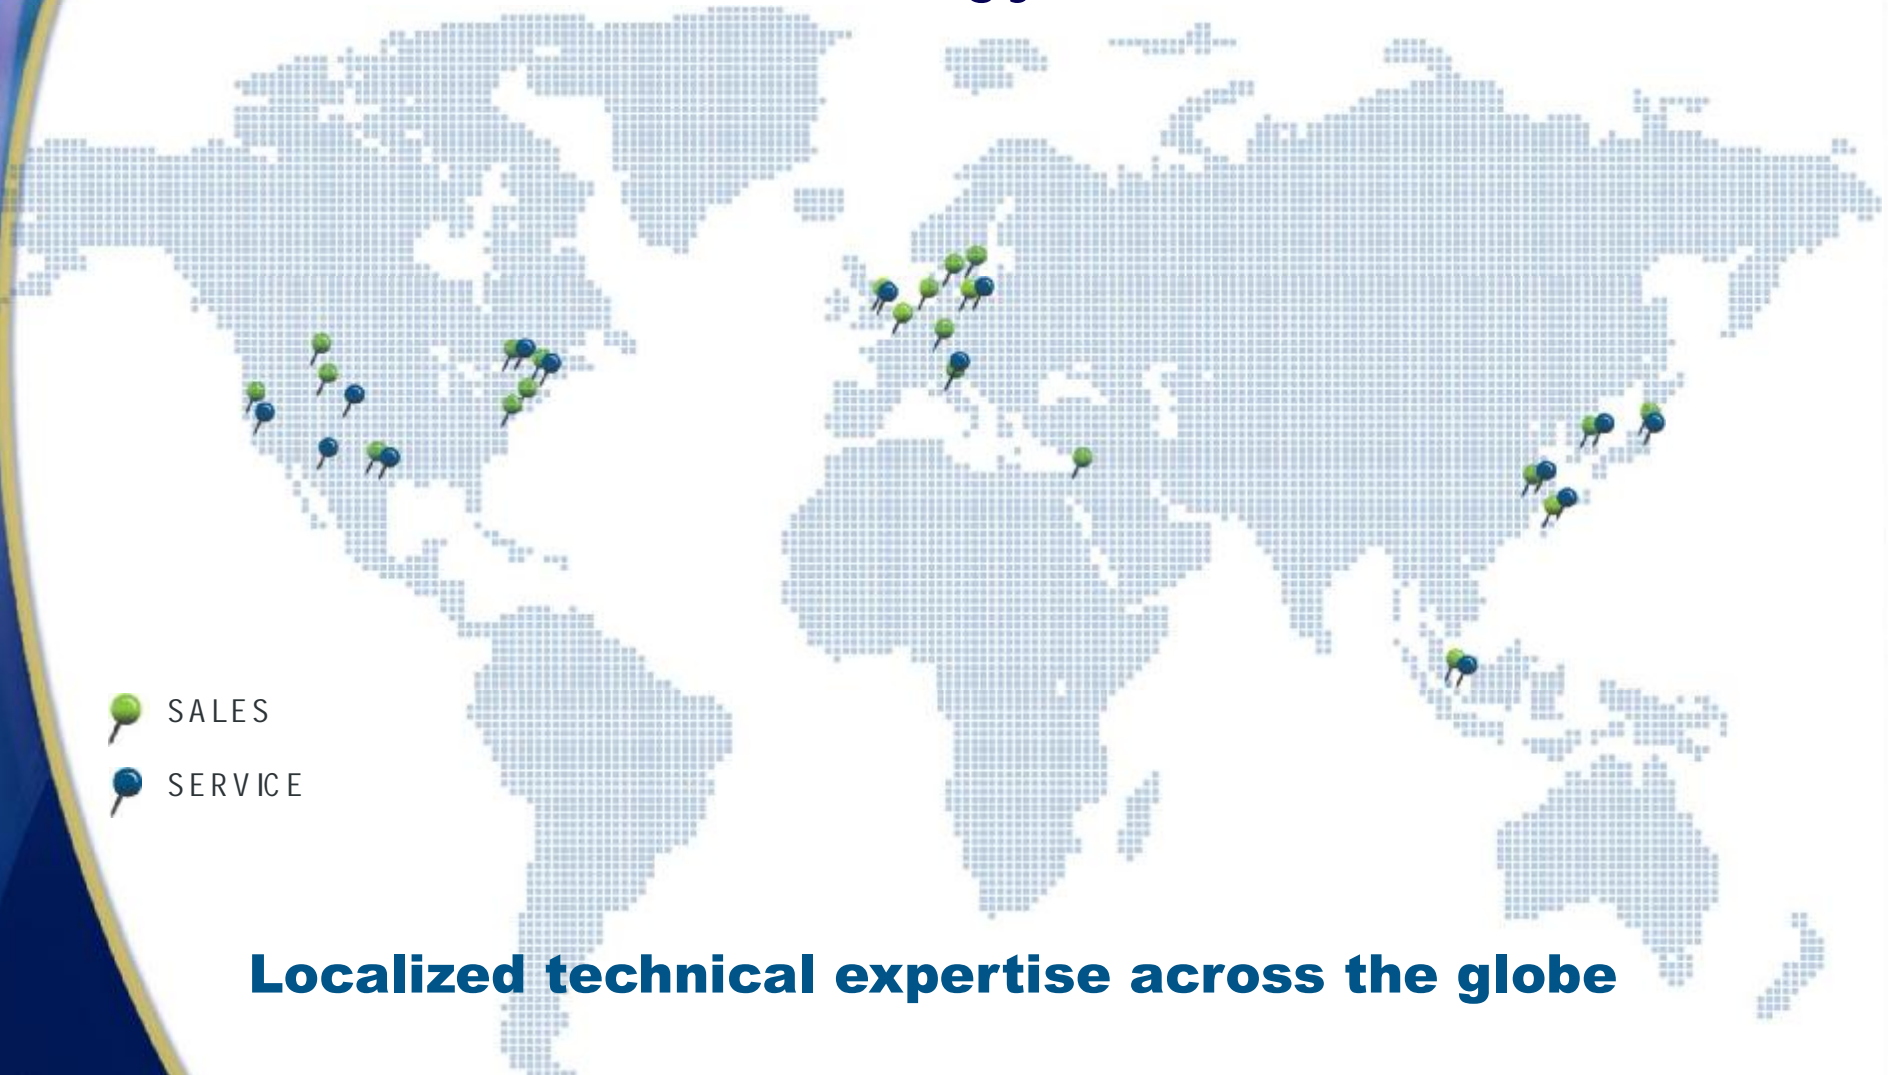 SALES
SERVICE
Localized technical expertise across the globe